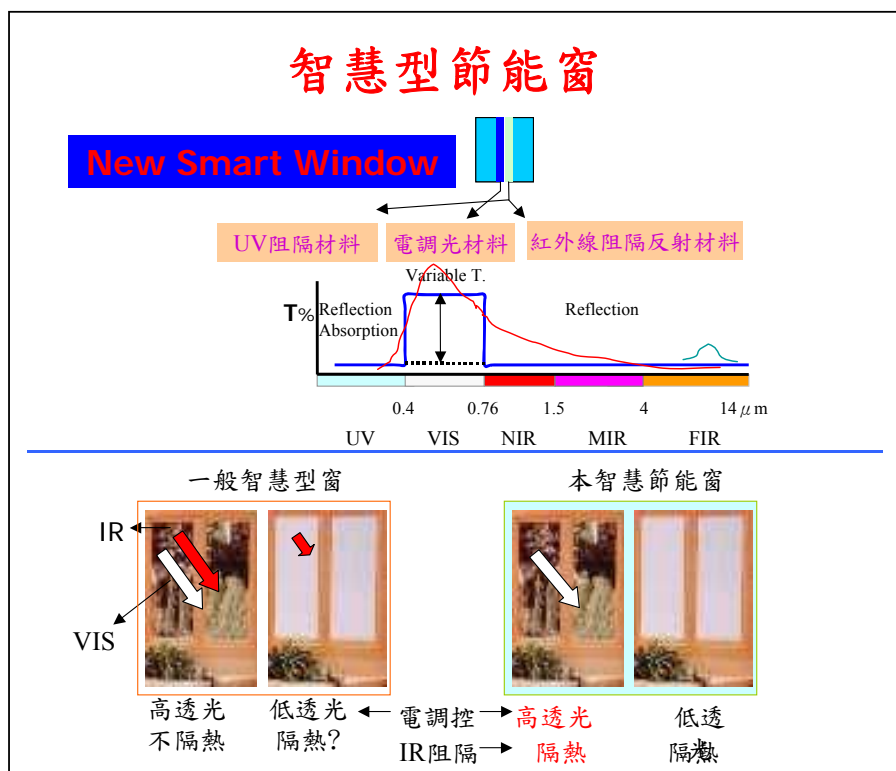 智慧型節能窗
New Smart Window
UV阻隔材料 電調光材料 紅外線阻隔反射材料
Variable T.
T% Reflection Reflection
Absorption
0.4 0.76 1.5 4 14μm
UV VIS NIR MIR FIR
一般智慧型窗 本智慧節能窗
IR
VIS
高透光 低透光 電調控 高透光 低透光
不隔熱 隔熱? IR阻隔 隔熱 隔熱